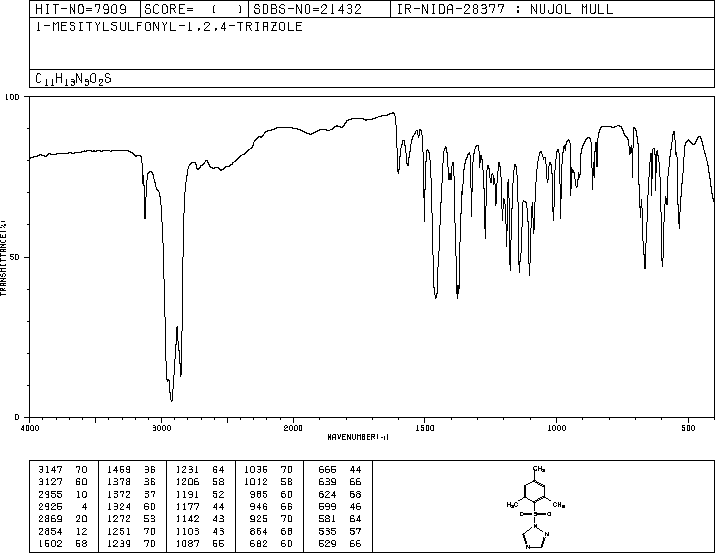 HIT-NO=7909 SCORE= ( ) SDBS-NO=21432 IR-NIDA-28377 : NUJOL MULL
1-MESITYLSULFONYL-1,2,4-TRIAZOLE
C11H13N3O2S
100
50
0
TRANSMITTANCE(%)
4000 3000 2000 1500 1000 500
WAVENUMBER(-1)
3147 70 1469 36 1231 64 1036 70 666 44
3127 60 1378 36 1206 58 1012 58 639 66
2955 10 1372 37 1191 52 985 60 624 68
2925 4 1324 60 1177 44 946 66 599 46
2869 20 1272 53 1142 43 925 70 581 64
2854 12 1251 70 1103 43 864 68 535 57
1602 68 1239 70 1087 55 682 60 529 66
CH3
H3C CH3
O S O
N
N
N